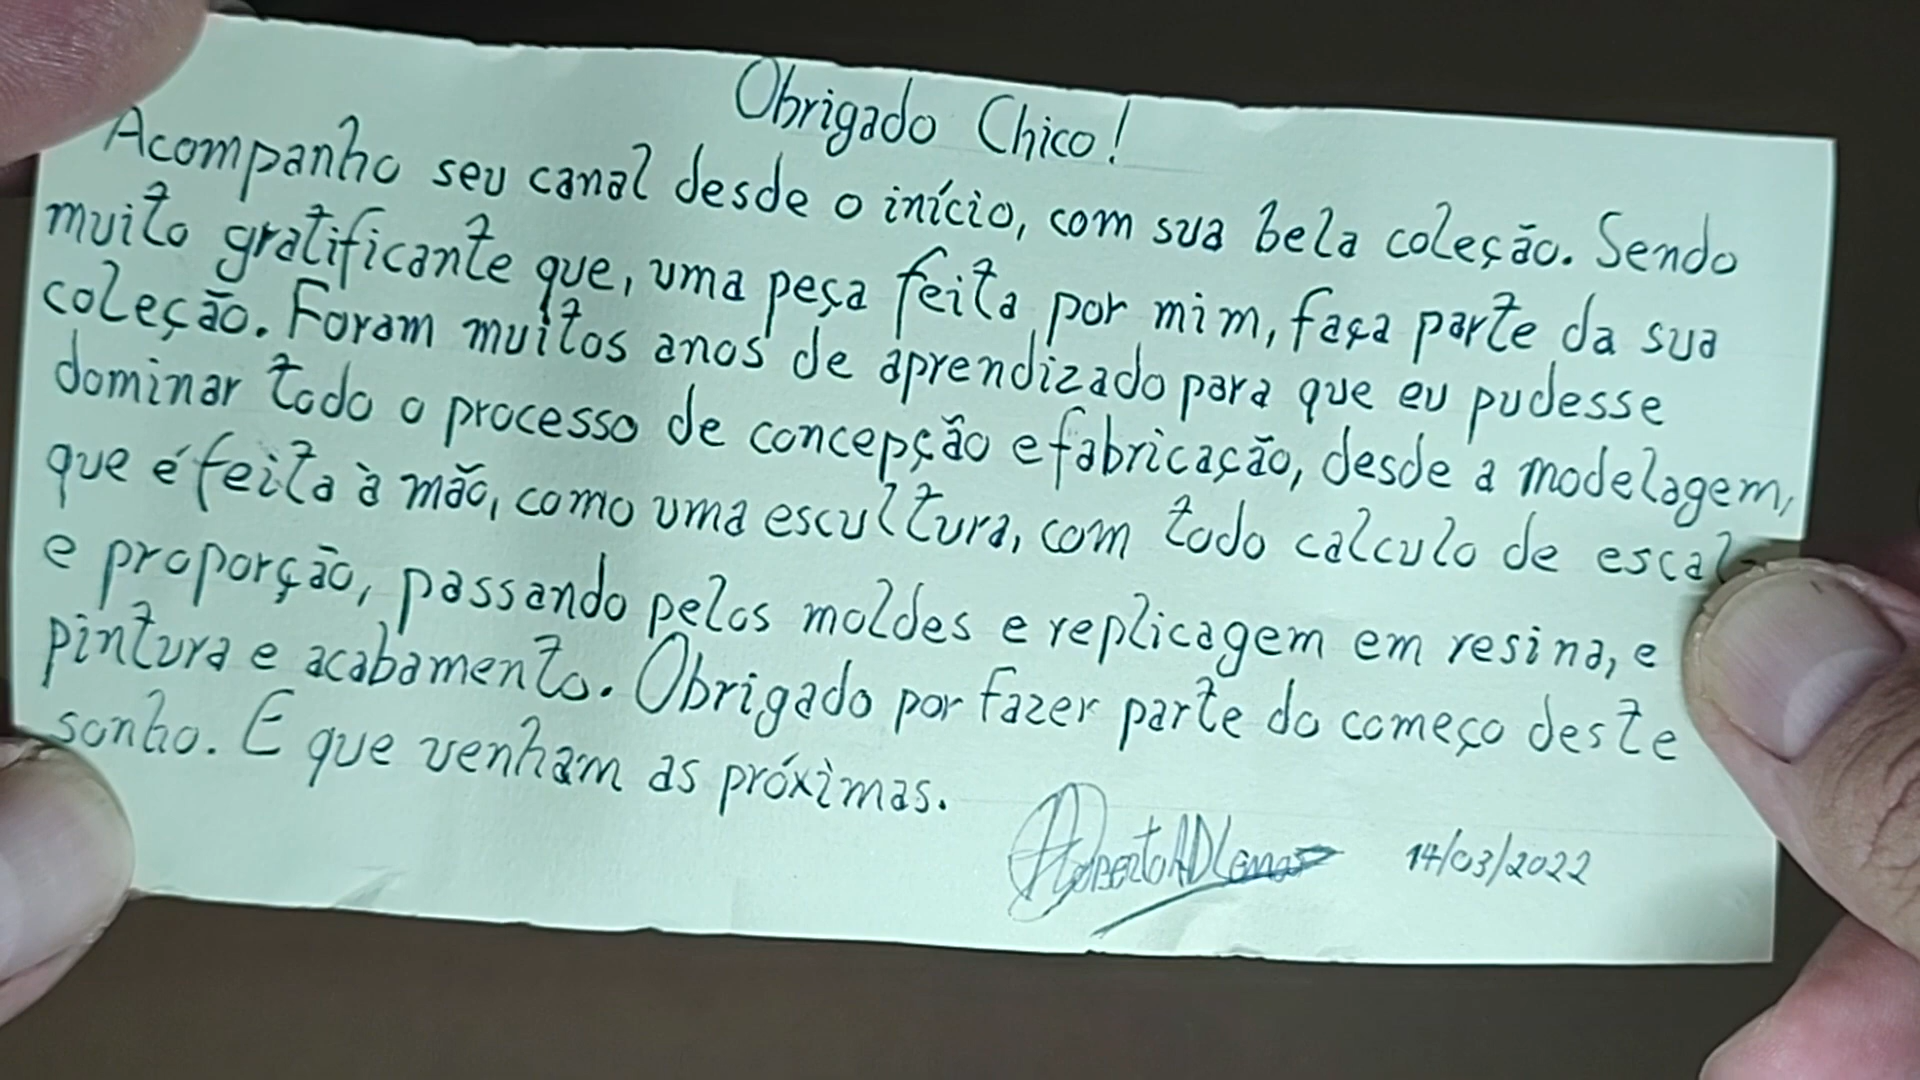 Obrigado Chico!
Acompanho seu canal desde o início, com sua bela coleção. Sendo
muito gratificante que, uma peça feita por mim, faça parte da sua
coleção. Foram muitos anos de aprendizado para que eu pudesse
dominar todo o processo de concepção e fabricação, desde a modelagem,
que é feita à mão, como uma escultura, com todo calculo de escal
e proporção, passando pelos moldes e replicagem em resina, e
pintura e acabamento. Obrigado por fazer parte do começo deste
sonho. E que venham as próximas.
14/03/2022